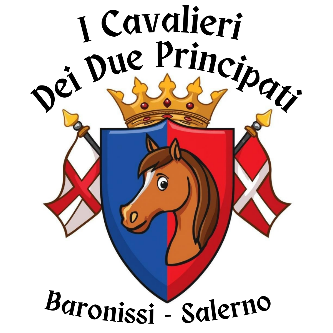 I Cavalieri
Dei Due Principati
Baronissi - Salerno